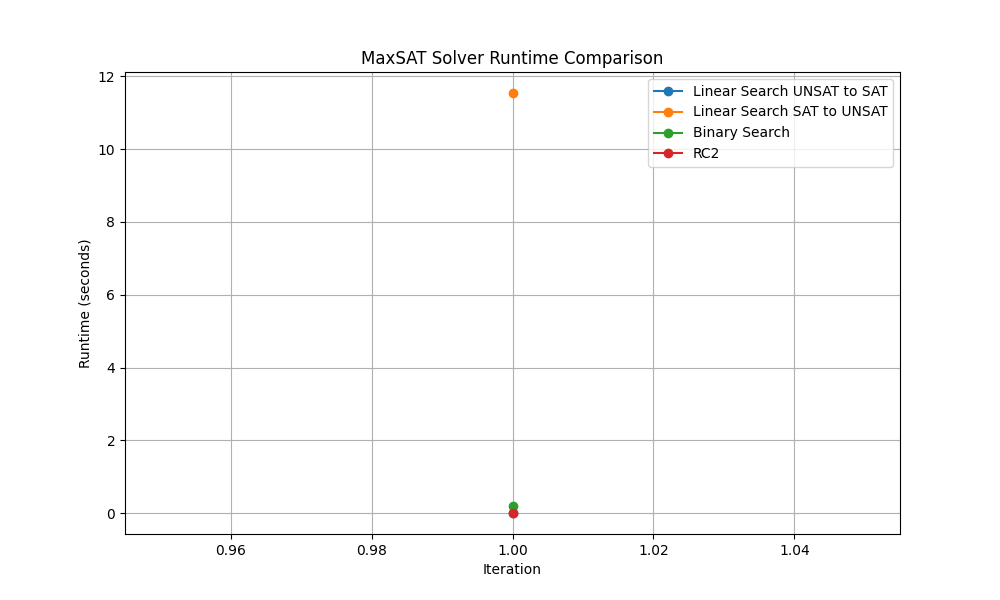 MaxSAT Solver Runtime Comparison
12
10
8
6
4
2
0
Runtime (seconds)
Linear Search UNSAT to SAT
Linear Search SAT to UNSAT
Binary Search
RC2
0.96 0.98 1.00 1.02 1.04
Iteration